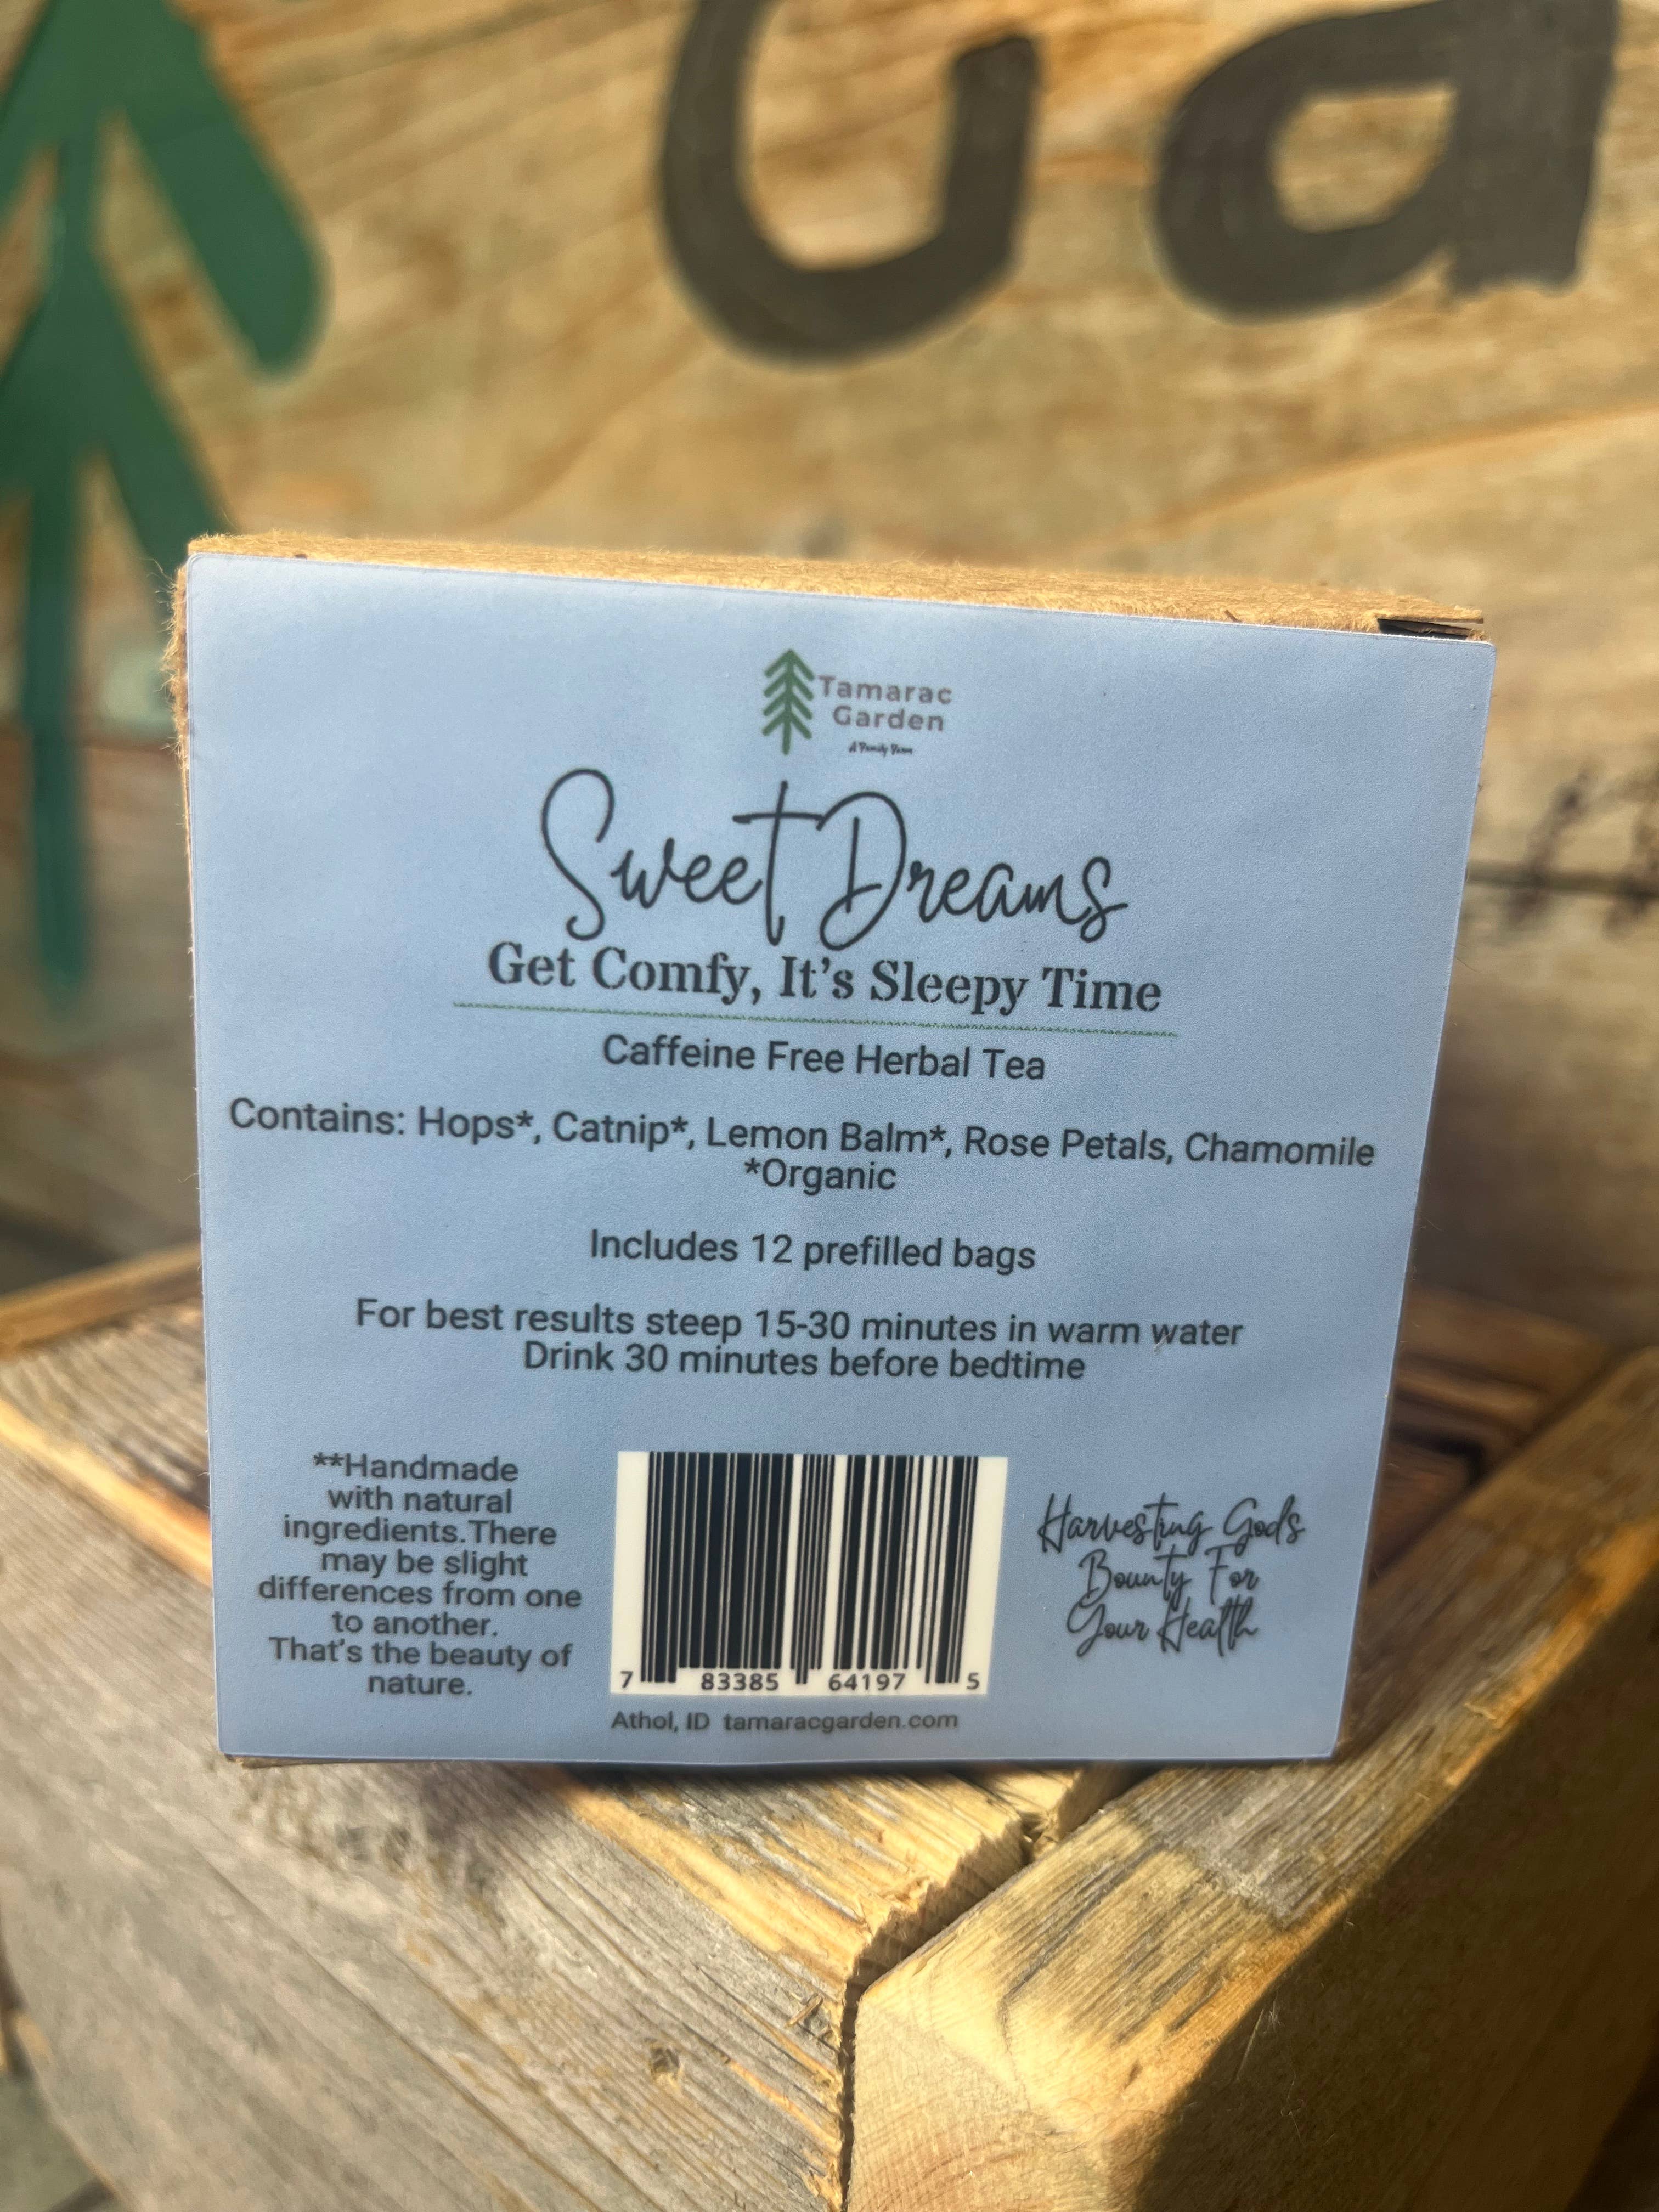 Ga
Tamarac
Garden
A Family Farm
Sweet Dreams
Get Comfy, It's Sleepy Time
Caffeine Free Herbal Tea
Contains: Hops*, Catnip*, Lemon Balm*, Rose Petals, Chamomile
*Organic
Includes 12 prefilled bags
For best results steep 15-30 minutes in warm water
Drink 30 minutes before bedtime
**Handmade
with natural
ingredients.There
may be slight
differences from one
to another.
That's the beauty of
nature.
7 83385 64197 5
Harvesting Gods
Bounty For
Your Health
Athol, ID tamaracgarden.com